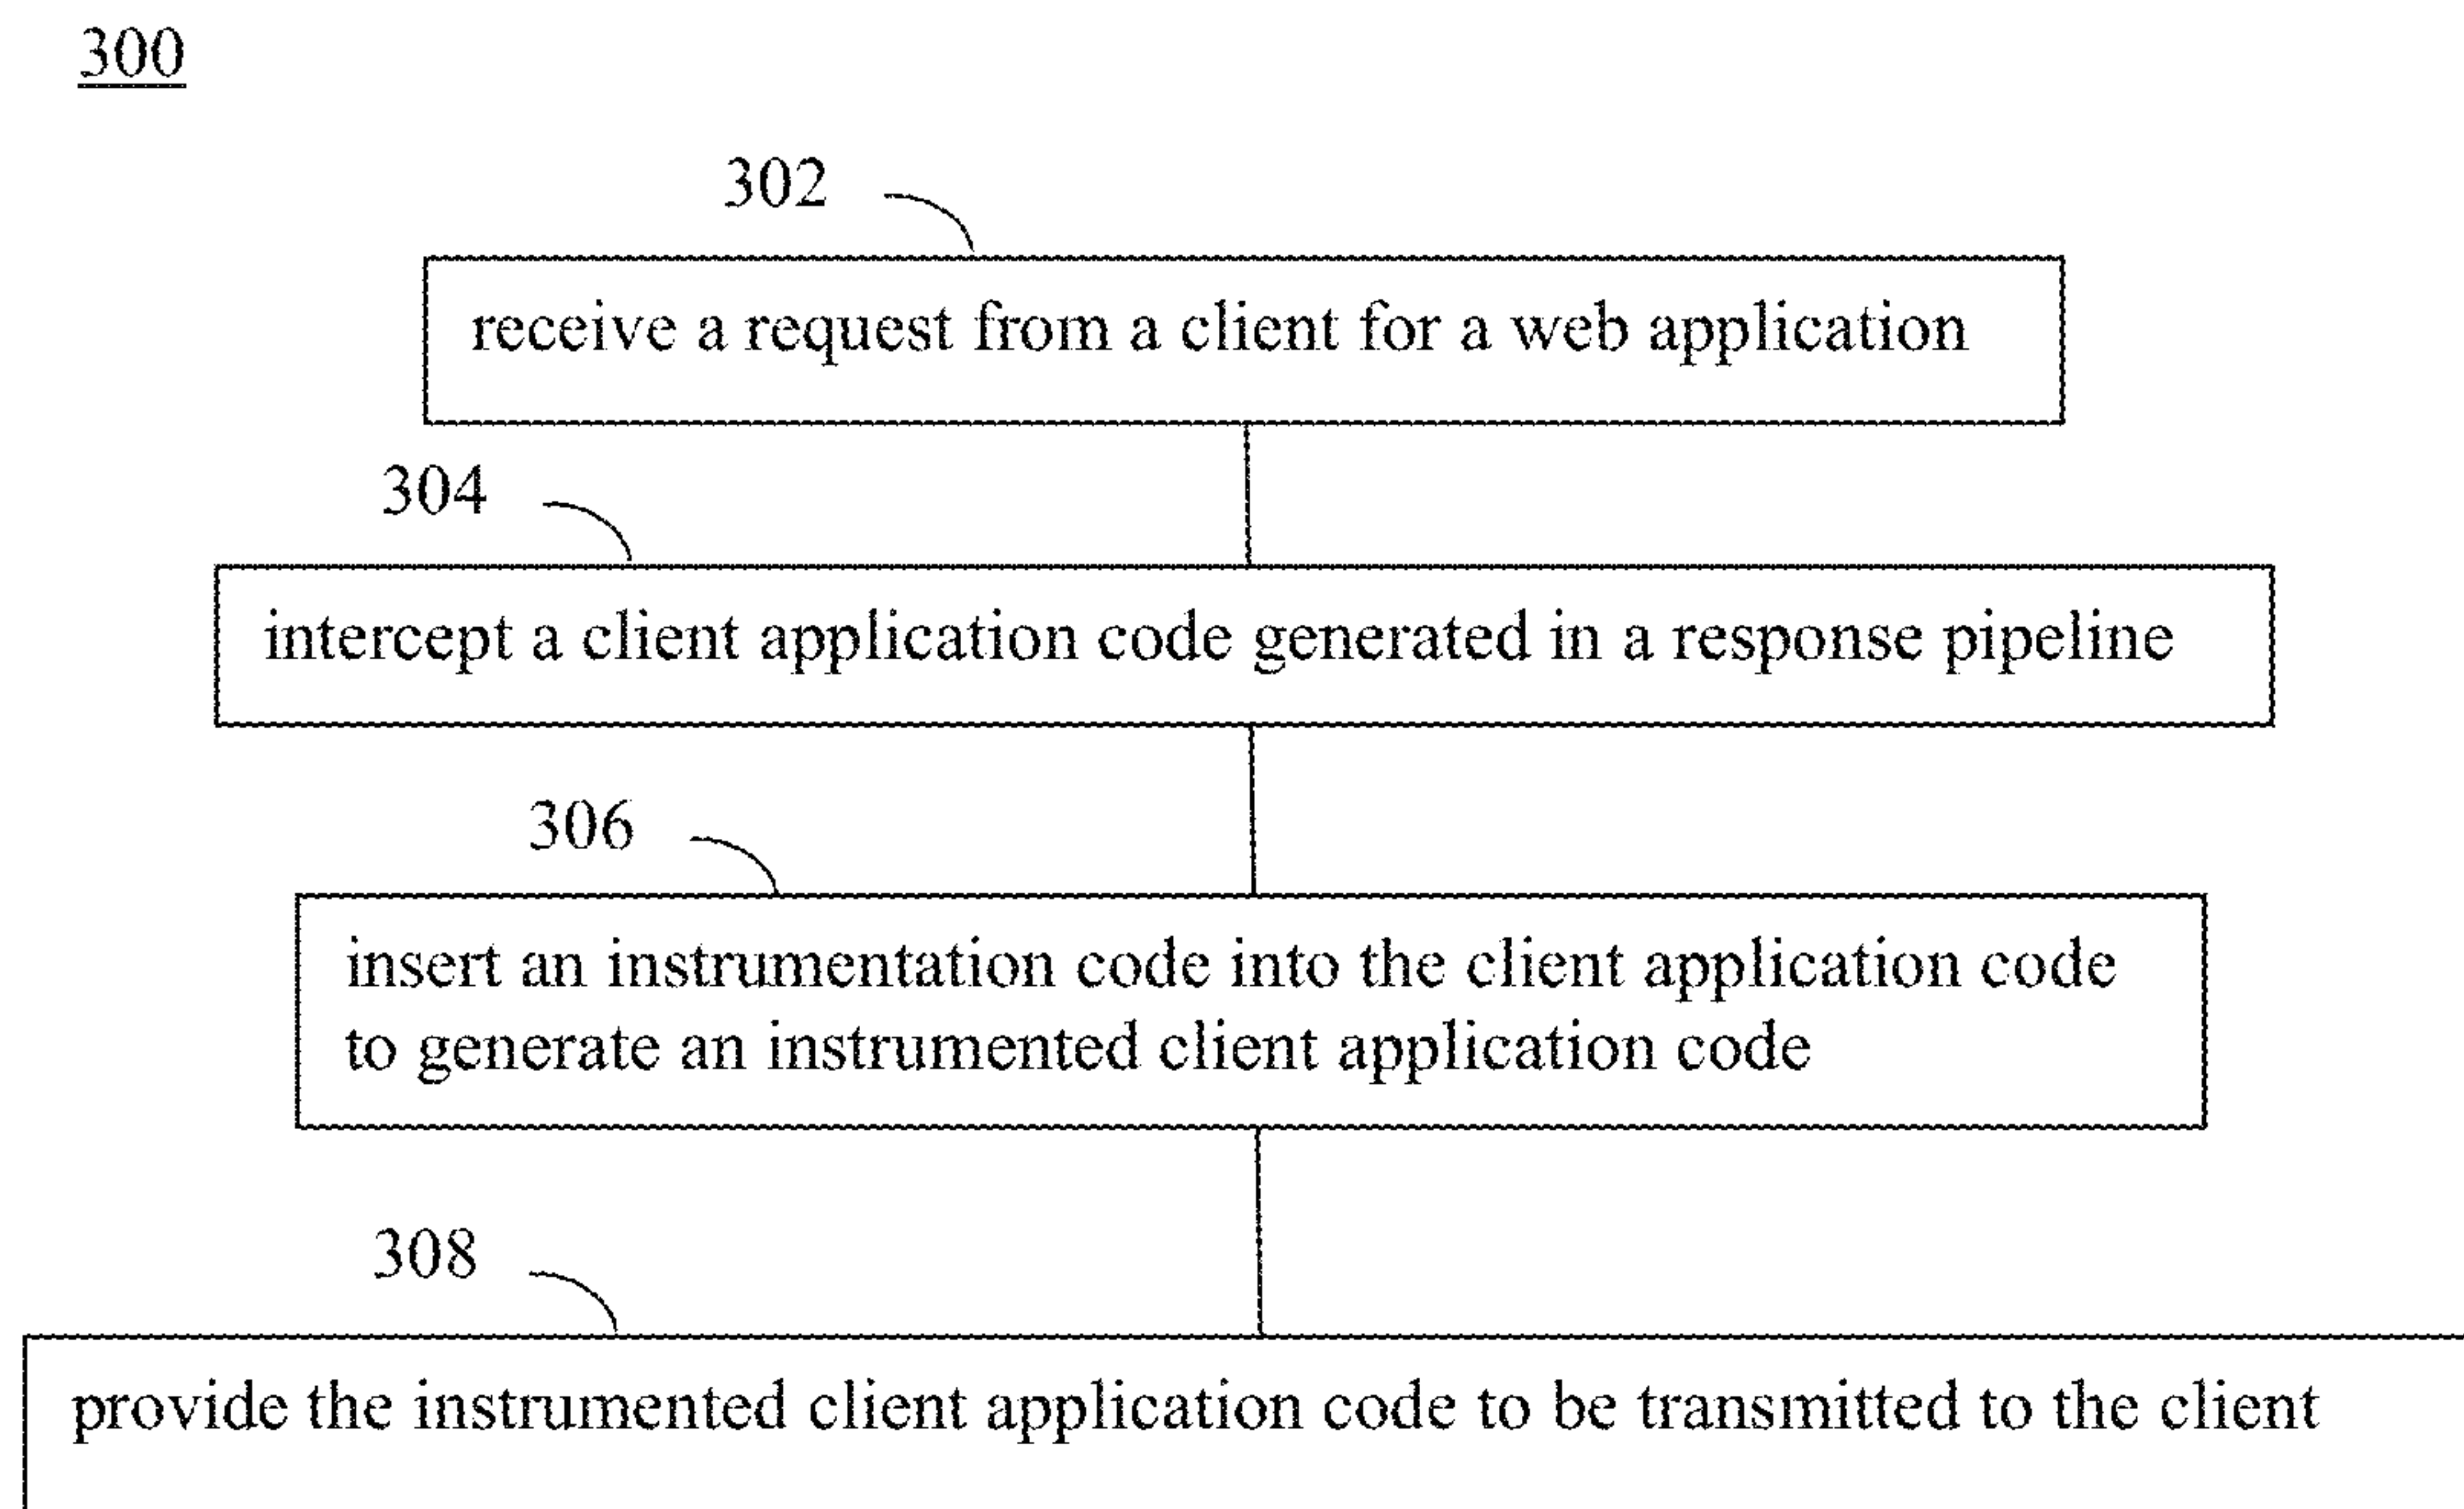 300
302
receive a request from a client for a web application
304
intercept a client application code generated in a response pipeline
306
insert an instrumentation code into the client application code
to generate an instrumented client application code
308
provide the instrumented client application code to be transmitted to the client